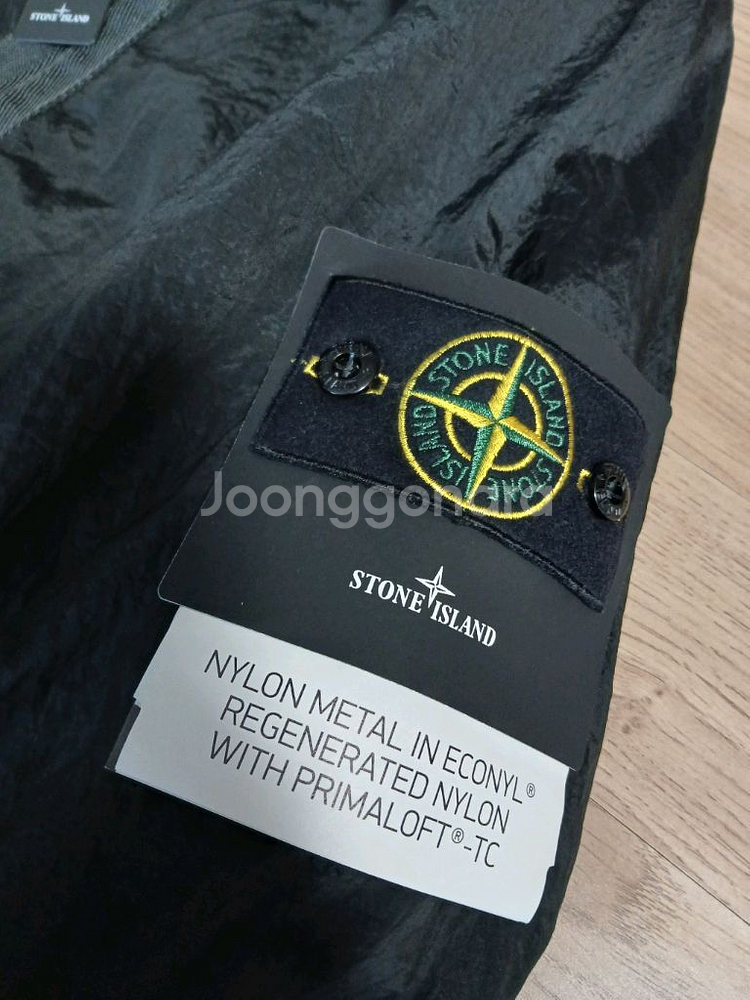 STONE ISLAND
STONE ISLAND
STONE ISLAND
Joonggonara
STONE ISLAND
NYLON METAL IN ECONYL®
REGENERATED NYLON
WITH PRIMALOFT®-TC